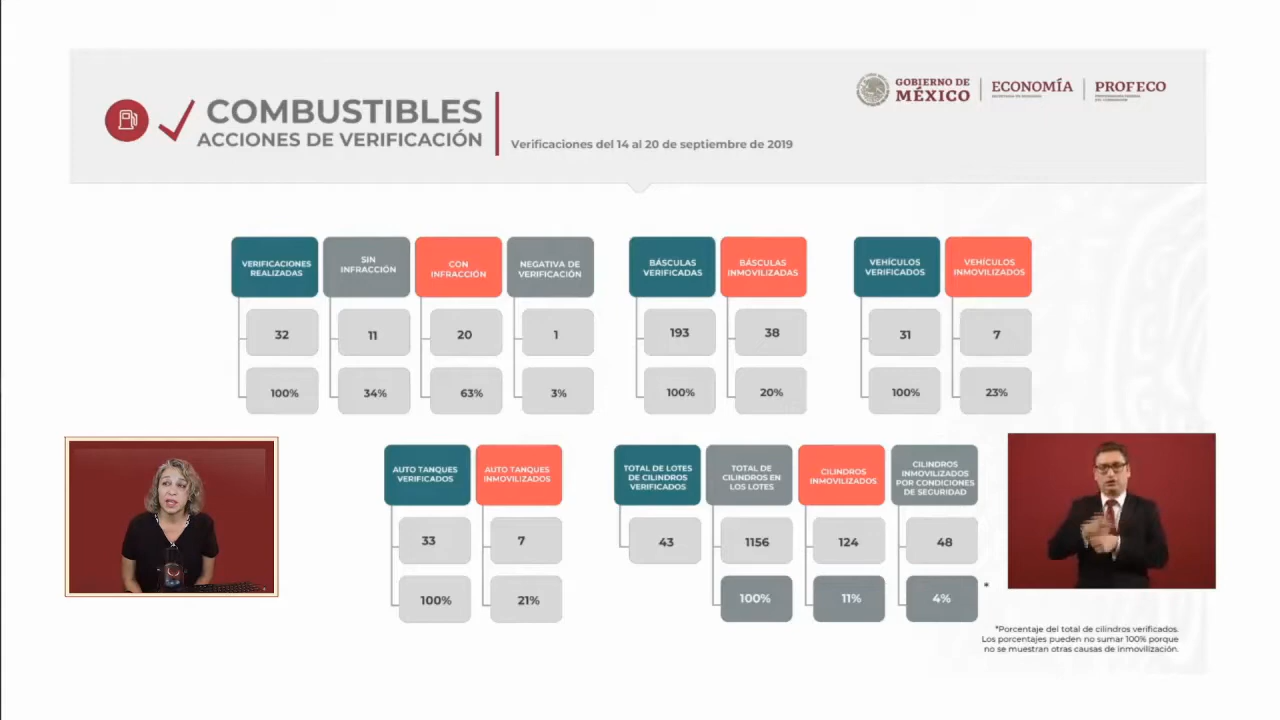 COMBUSTIBLES
ACCIONES DE VERIFICACIÓN
Verificaciones del 14 al 20 de septiembre de 2019
GOBIERNO DE
MÉXICO
ECONOMÍA
PROFECO
VERIFICACIONES
REALIZADAS
SIN
INFRACCIÓN
CON
INFRACCIÓN
NEGATIVA DE
VERIFICACIÓN
32
11
20
1
100%
34%
63%
3%
BÁSCULAS
VERIFICADAS
BÁSCULAS
INMOVILIZADAS
193
38
100%
20%
VEHÍCULOS
VERIFICADOS
VEHÍCULOS
INMOVILIZADOS
31
7
100%
23%
AUTO TANQUES
VERIFICADOS
AUTO TANQUES
INMOVILIZADOS
33
7
100%
21%
TOTAL DE LOTES
DE CILINDROS
VERIFICADOS
TOTAL DE
CILINDROS EN
LOS LOTES
CILINDROS
INMOVILIZADOS
CILINDROS
INMOVILIZADOS
POR CONDICIONES
DE SEGURIDAD
43
1156
124
48
100%
11%
4%
*
*Porcentaje del total de cilindros verificados.
Los porcentajes pueden no sumar 100% porque
no se muestran otras causas de inmovilización.